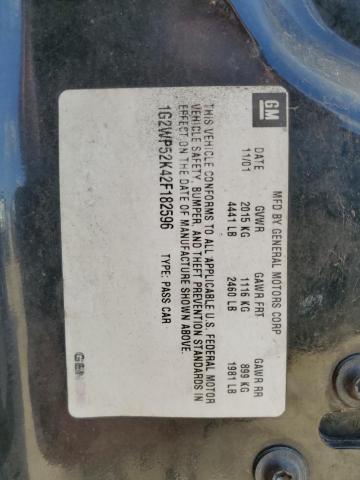 GM
MFD BY GENERAL MOTORS CORP
DATE GVWR GAWR FRT GAWR RR
11/01 2015 KG 1116 KG 899 KG
4441 LB 2460 LB 1981 LB
THIS VEHICLE CONFORMS TO ALL APPLICABLE U.S. FEDERAL MOTOR
VEHICLE SAFETY, BUMPER, AND THEFT PREVENTION STANDARDS IN
EFFECT ON THE DATE OF MANUFACTURE SHOWN ABOVE.
1G2WP52K42F182596 TYPE: PASS CAR